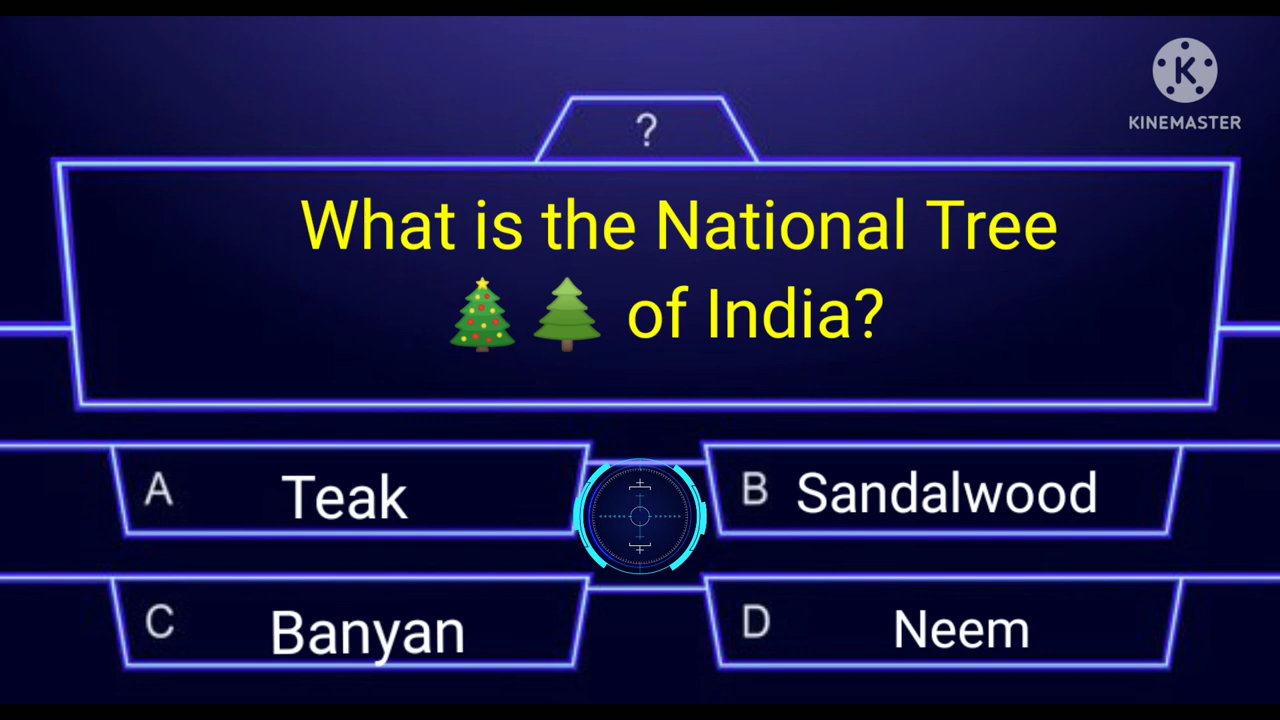 K
KINEMASTER
?
What is the National Tree
🎄🌲 of India?
A Teak
B Sandalwood
C Banyan
D Neem